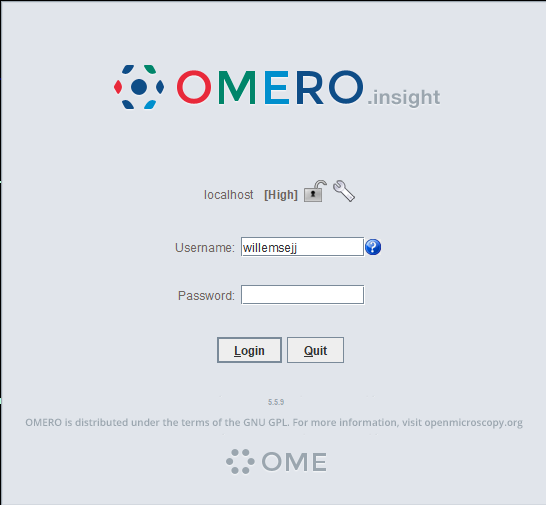 OMERO.insight
localhost [High]
Username: willemsejj ?
Password:
Login Quit
5.5.9
OMERO is distributed under the terms of the GNU GPL. For more information, visit openmicroscopy.org
OME